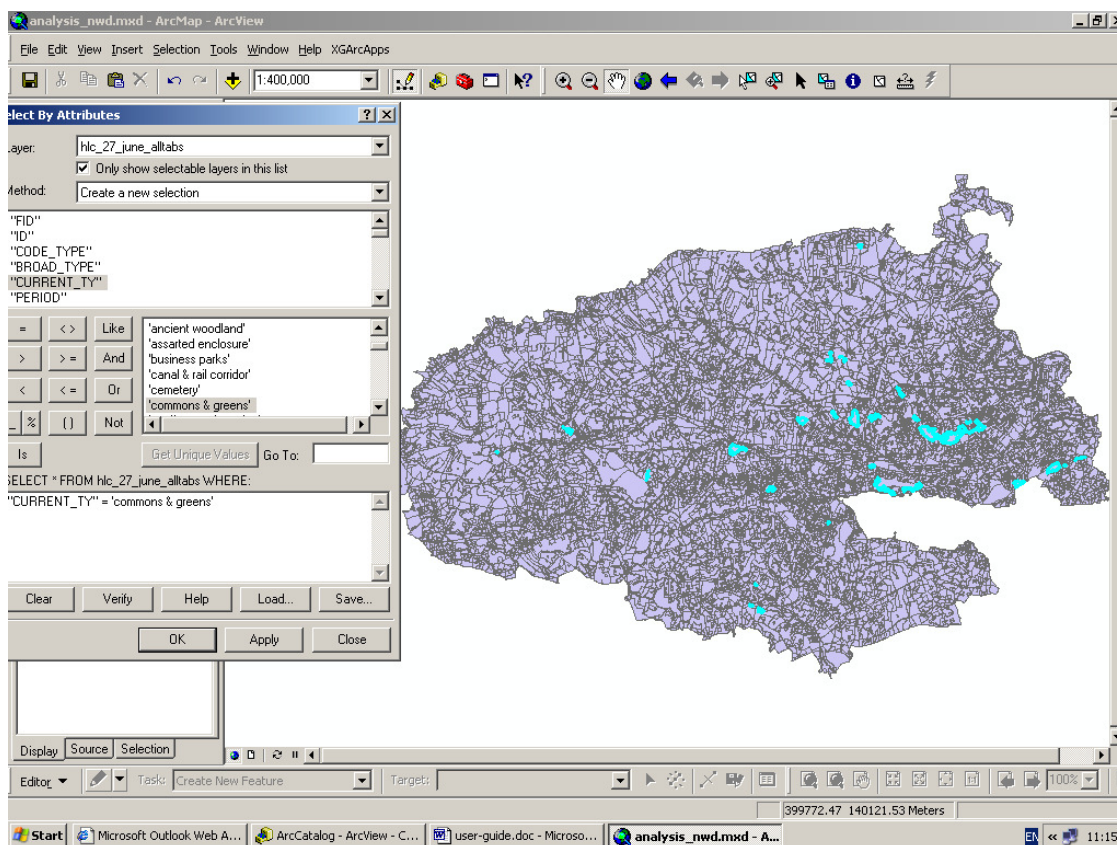 analysis_nwd.mxd - ArcMap - ArcView
File Edit View Insert Selection Tools Window Help XGArcApps
1:400,000
elect By Attributes
ayer: hlc_27_june_alltabs
Only show selectable layers in this list
Method: Create a new selection
"FID"
"ID"
"CODE_TYPE"
"BROAD_TYPE"
"CURRENT_TY"
"PERIOD"
= < > Like
> > = And
< < = Or
_ % ( ) Not
Is
'ancient woodland'
'assarted enclosure'
'business parks'
'canal & rail corridor'
'cemetery'
'commons & greens'
Get Unique Values Go To:
SELECT * FROM hlc_27_june_alltabs WHERE:
"CURRENT_TY" = 'commons & greens'
Clear Verify Help Load... Save...
OK Apply Close
Display Source Selection
Editor Task: Create New Feature Target: 100%
399772.47 140121.53 Meters
Start Microsoft Outlook Web A... ArcCatalog - ArcView - C... user-guide.doc - Microso... analysis_nwd.mxd - A... EN « 11:15